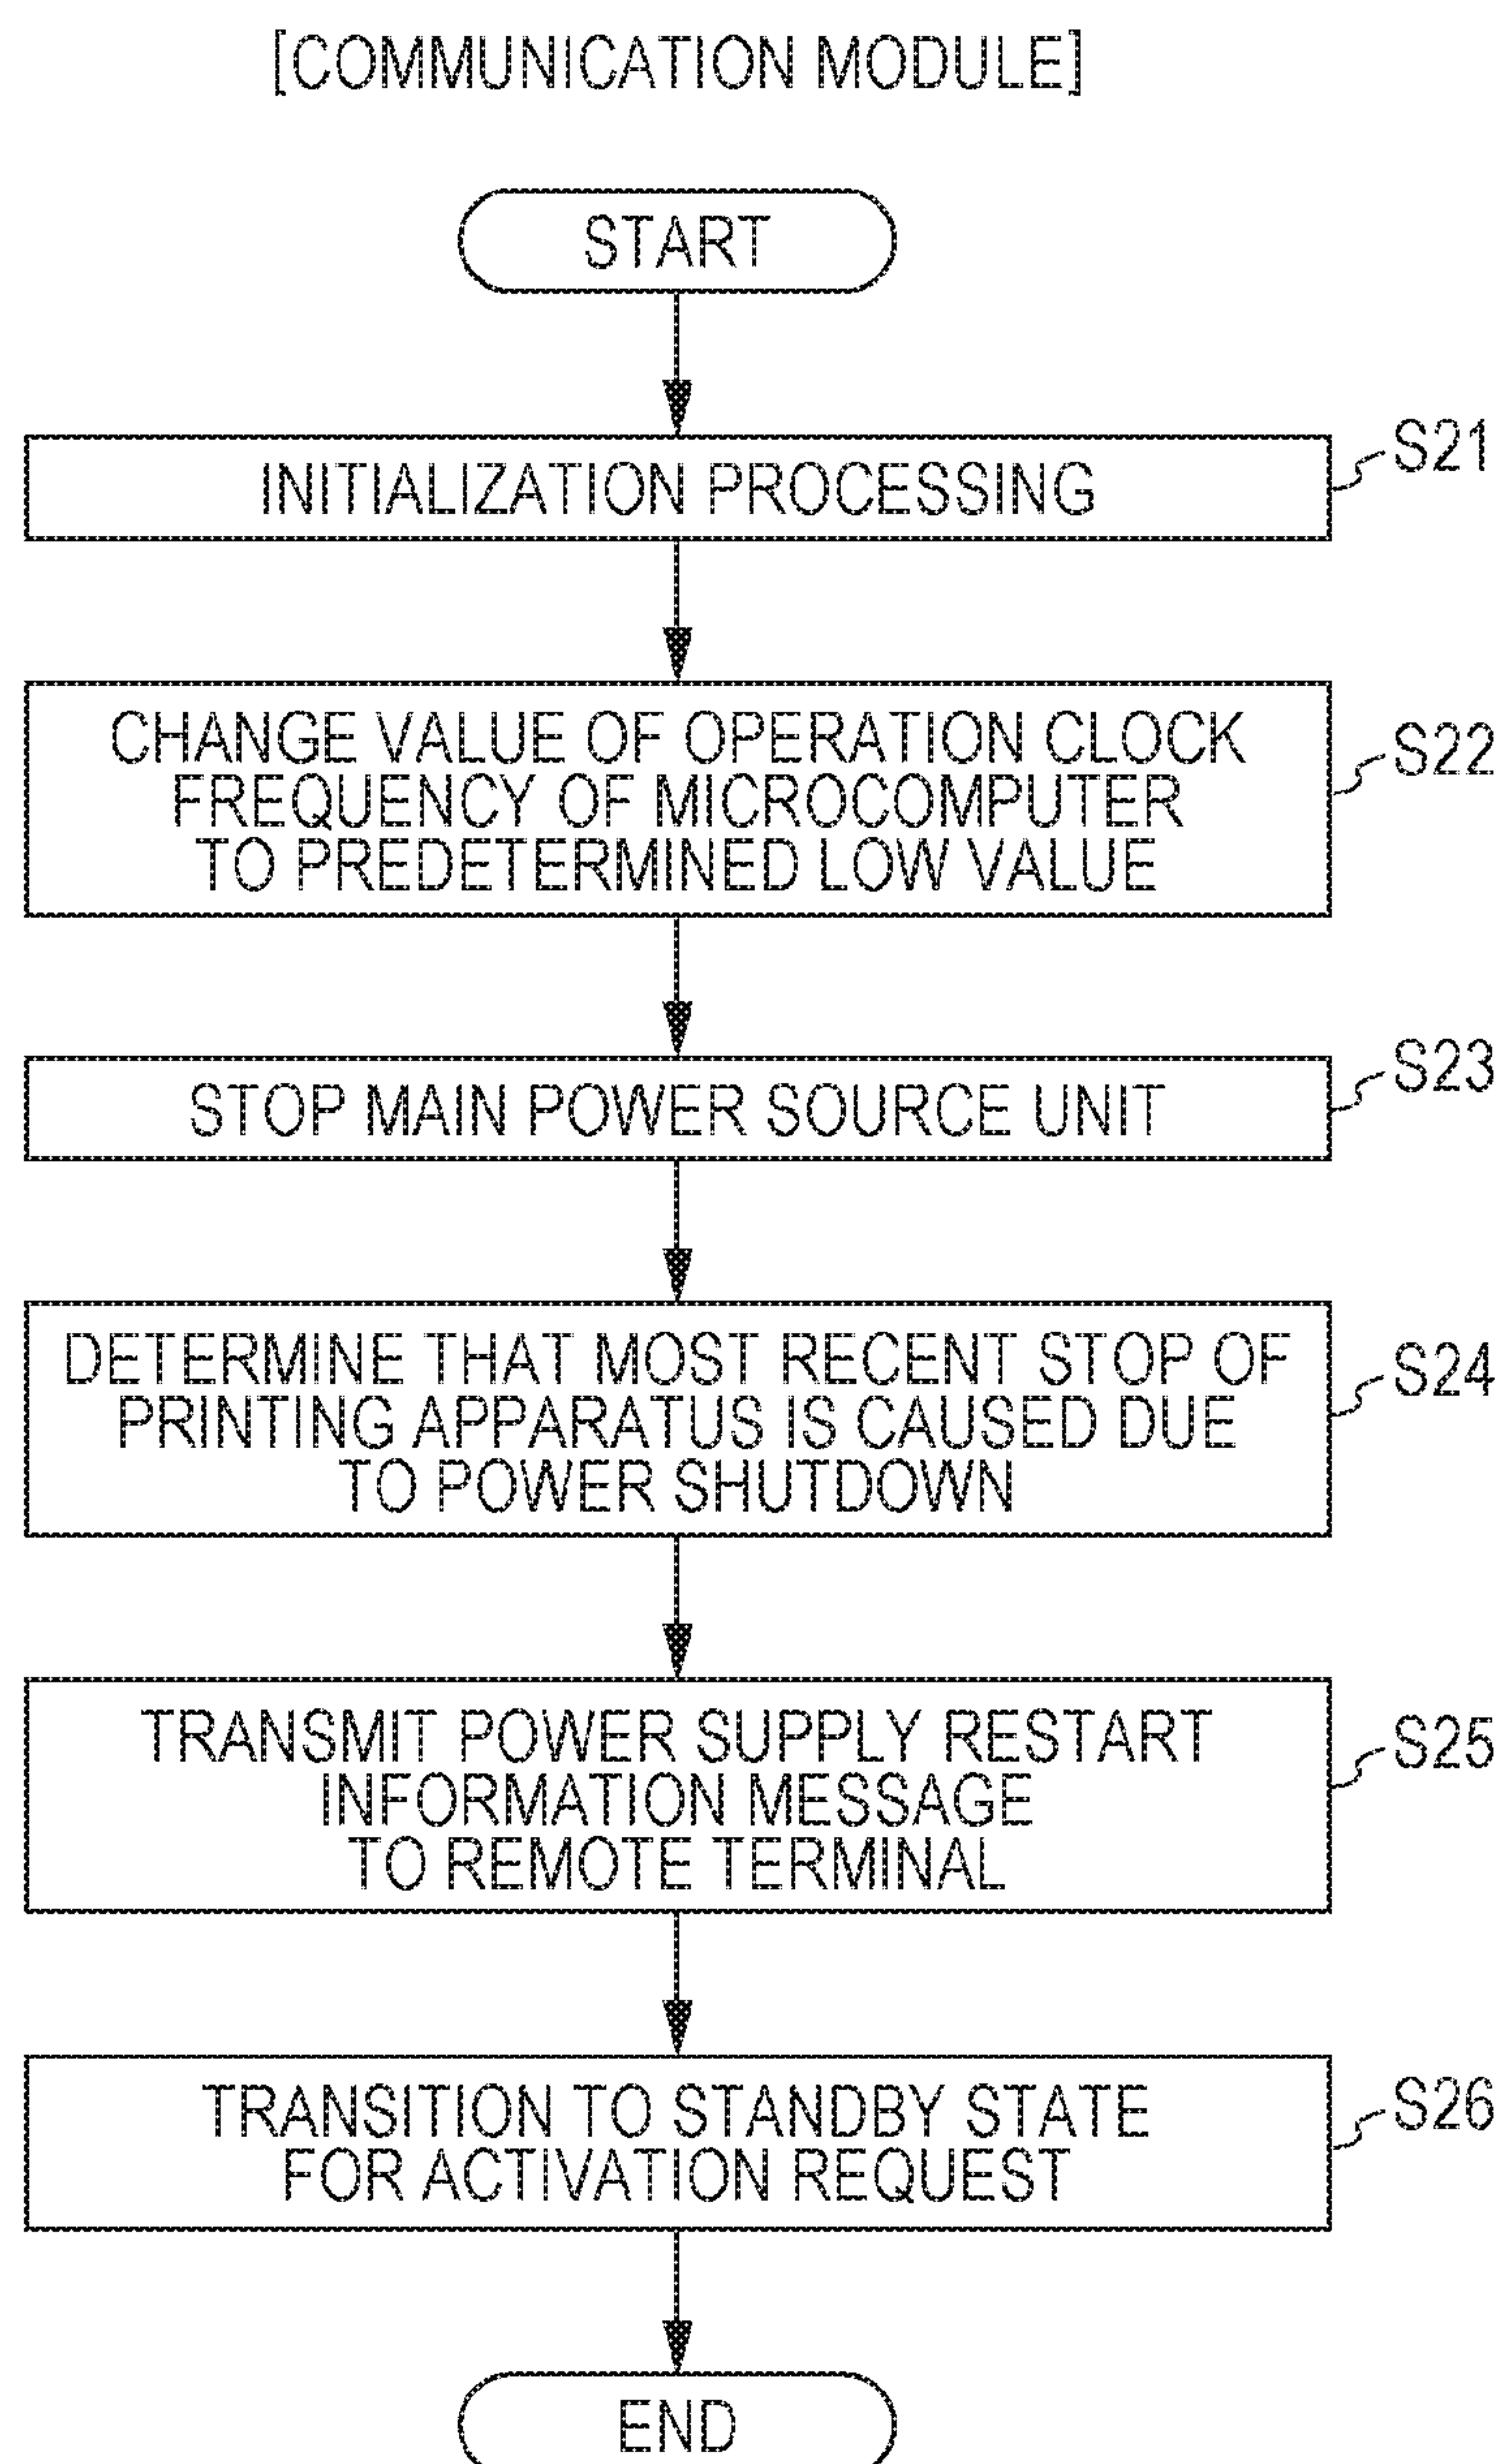 [COMMUNICATION MODULE]
START
INITIALIZATION PROCESSING
S21
CHANGE VALUE OF OPERATION CLOCK
FREQUENCY OF MICROCOMPUTER
TO PREDETERMINED LOW VALUE
S22
STOP MAIN POWER SOURCE UNIT
S23
DETERMINE THAT MOST RECENT STOP OF
PRINTING APPARATUS IS CAUSED DUE
TO POWER SHUTDOWN
S24
TRANSMIT POWER SUPPLY RESTART
INFORMATION MESSAGE
TO REMOTE TERMINAL
S25
TRANSITION TO STANDBY STATE
FOR ACTIVATION REQUEST
S26
END